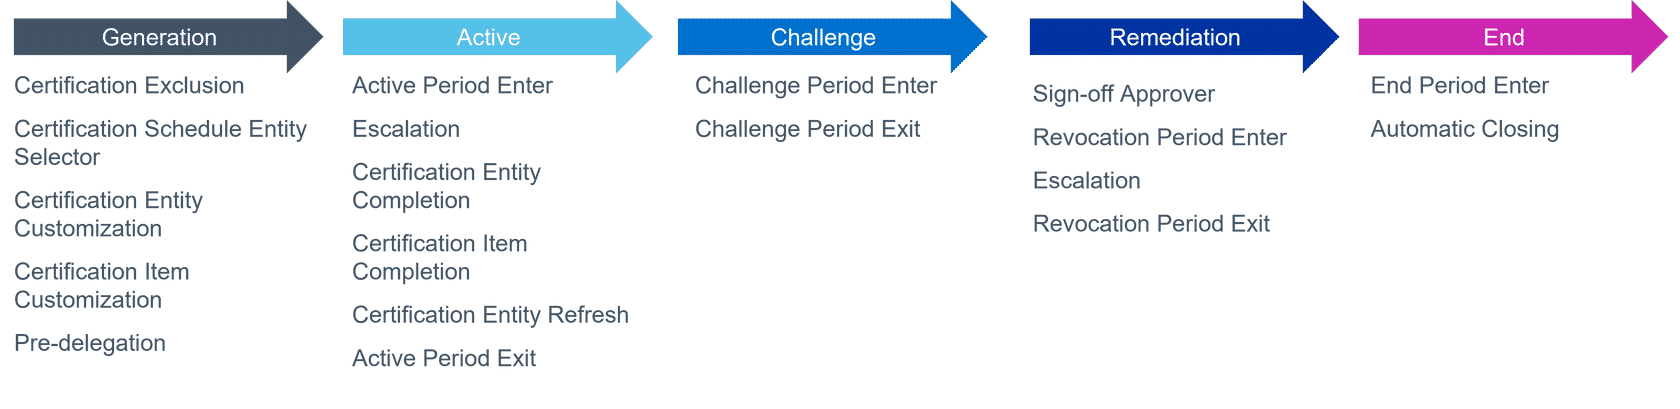 Generation
Certification Exclusion
Certification Schedule Entity
Selector
Certification Entity
Customization
Certification Item
Customization
Pre-delegation
Active
Active Period Enter
Escalation
Certification Entity
Completion
Certification Item
Completion
Certification Entity Refresh
Active Period Exit
Challenge
Challenge Period Enter
Challenge Period Exit
Remediation
Sign-off Approver
Revocation Period Enter
Escalation
Revocation Period Exit
End
End Period Enter
Automatic Closing